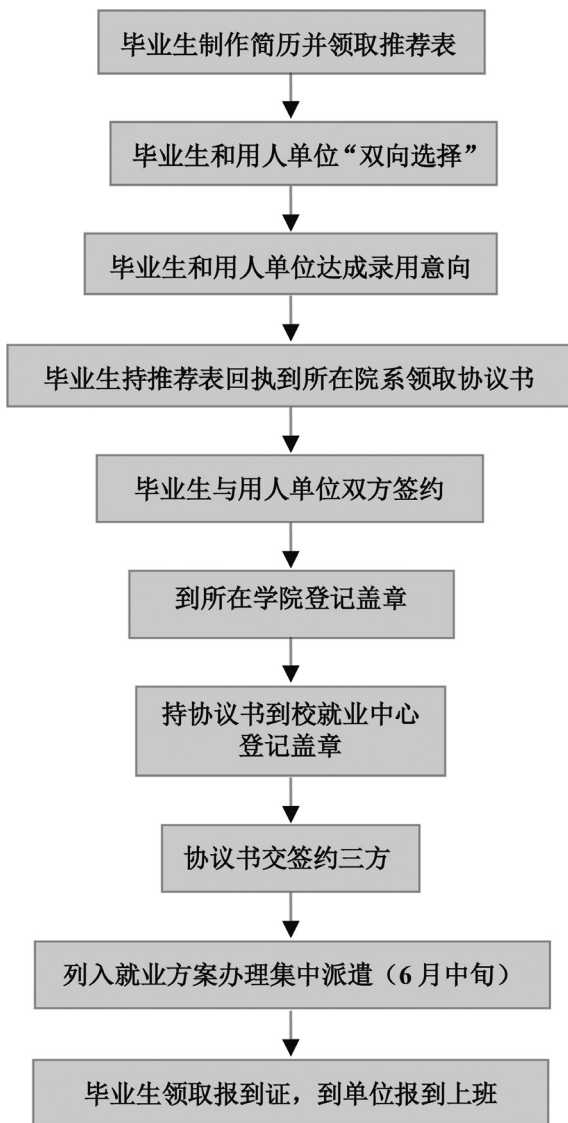 毕业生制作简历并领取推荐表
毕业生和用人单位“双向选择”
毕业生和用人单位达成录用意向
毕业生持推荐表回执到所在院系领取协议书
毕业生与用人单位双方签约
到所在学院登记盖章
持协议书到校就业中心
登记盖章
协议书交签约三方
列入就业方案办理集中派遣（6月中旬）
毕业生领取报到证，到单位报到上班